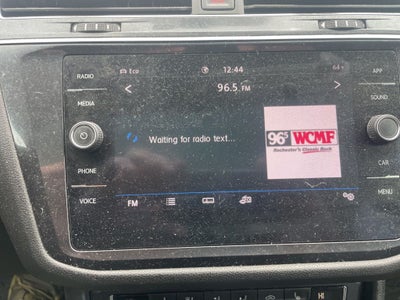 RADIO
MEDIA
PHONE
VOICE
Eco
12:44
64°
< 96.5 FM >
Waiting for radio text...
96.5 WCMF
Rochester's Classic Rock
FM
APP
SOUND
CAR
MENU
HI